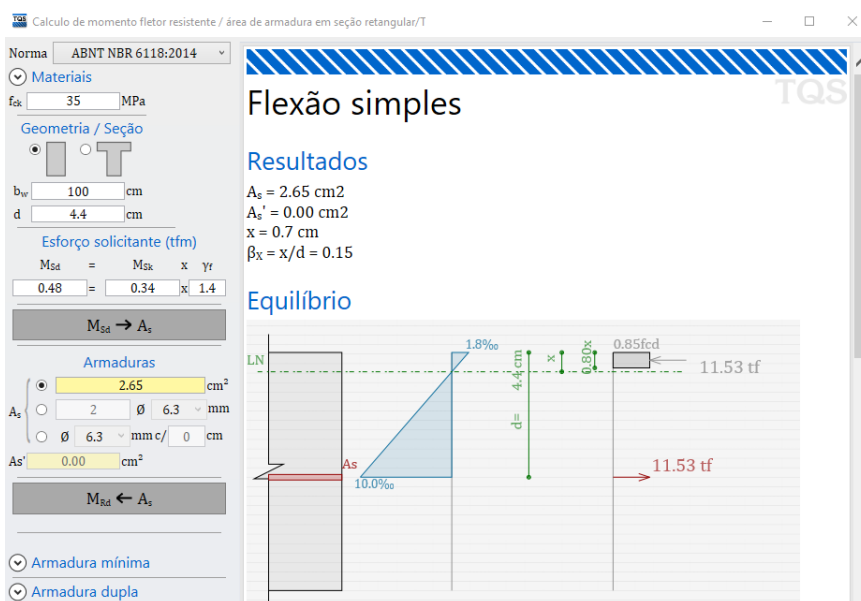 TQS Calculo de momento fletor resistente / área de armadura em seção retangular/T
Norma ABNT NBR 6118:2014
Materiais
fck 35 MPa
Geometria / Seção
bw 100 cm
d 4.4 cm
Esforço solicitante (tfm)
MSd = MSk x γf
0.48 = 0.34 x 1.4
MSd → As
Armaduras
2.65 cm²
As 2 Ø 6.3 mm
Ø 6.3 mm c/ 0 cm
As' 0.00 cm²
MRd ← As
Armadura mínima
Armadura dupla
TQS
Flexão simples
Resultados
As = 2.65 cm2
As' = 0.00 cm2
x = 0.7 cm
βX = x/d = 0.15
Equilíbrio
LN
1.8‰
d= 4.4 cm
x
0.80x
0.85fcd
11.53 tf
As
10.0‰
11.53 tf